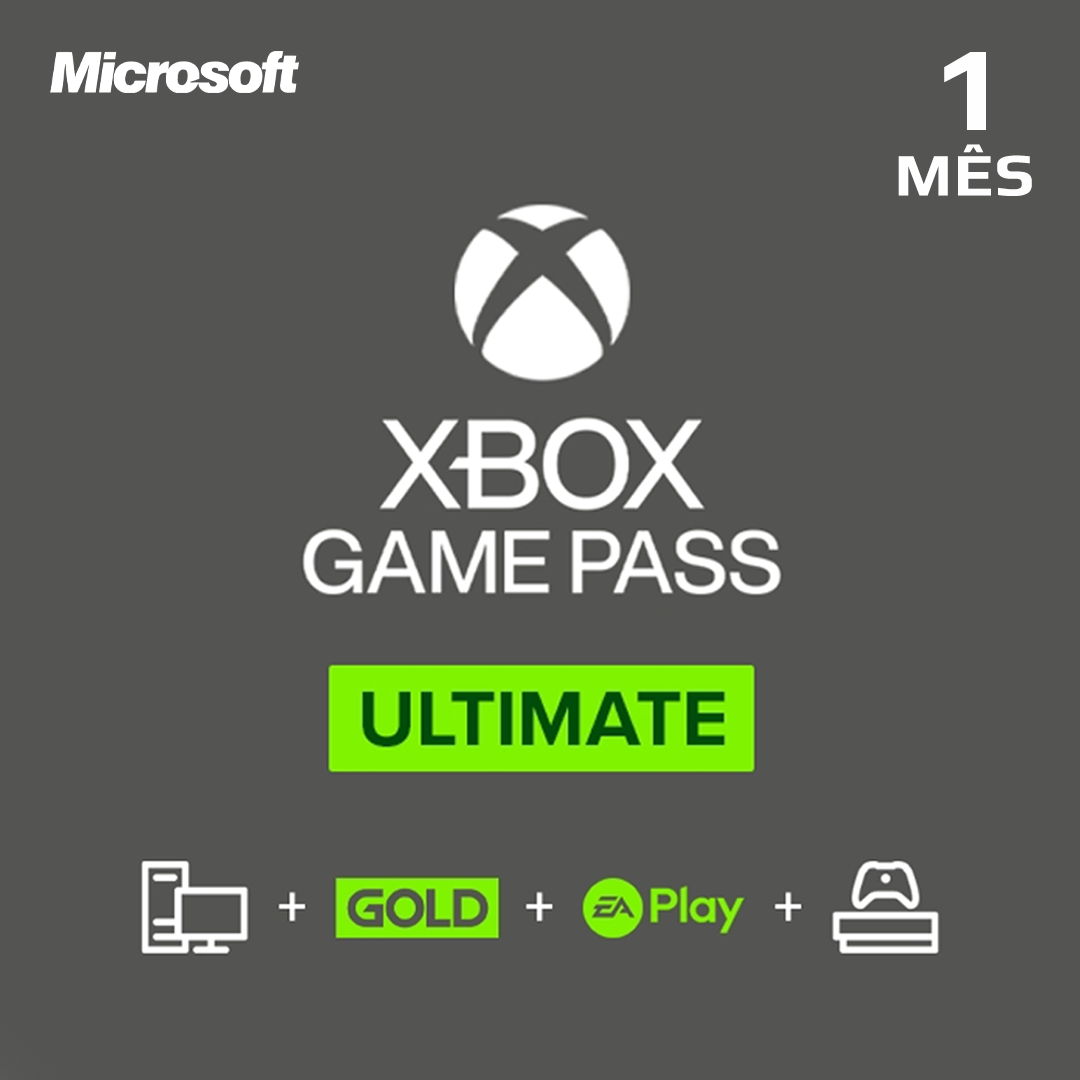 Microsoft
1
MÊS
XBOX
GAME PASS
ULTIMATE
+ GOLD + EA Play +